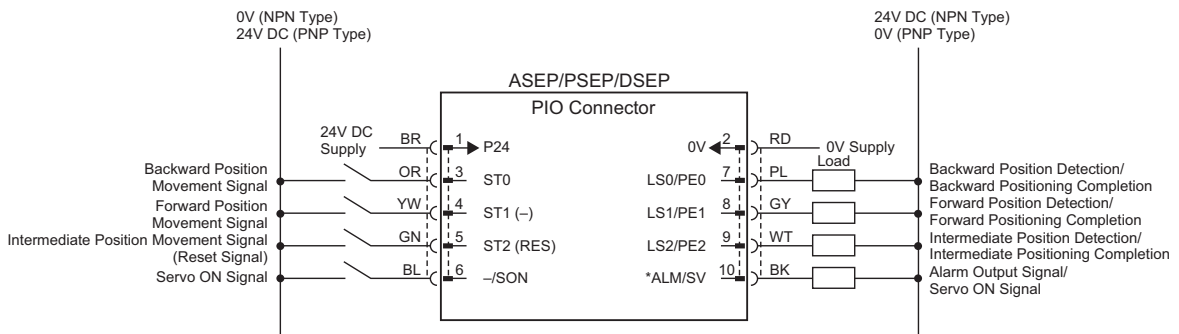 0V (NPN Type)
24V DC (PNP Type)
24V DC (NPN Type)
0V (PNP Type)
ASEP/PSEP/DSEP
PIO Connector
24V DC
Supply
BR
1
P24
0V
2
RD
0V Supply
Load
Backward Position
Movement Signal
OR
3
ST0
LS0/PE0
7
PL
Backward Position Detection/
Backward Positioning Completion
Forward Position
Movement Signal
YW
4
ST1 (–)
LS1/PE1
8
GY
Forward Position Detection/
Forward Positioning Completion
Intermediate Position Movement Signal
(Reset Signal)
GN
5
ST2 (RES)
LS2/PE2
9
WT
Intermediate Position Detection/
Intermediate Positioning Completion
Servo ON Signal
BL
6
–/SON
*ALM/SV
10
BK
Alarm Output Signal/
Servo ON Signal